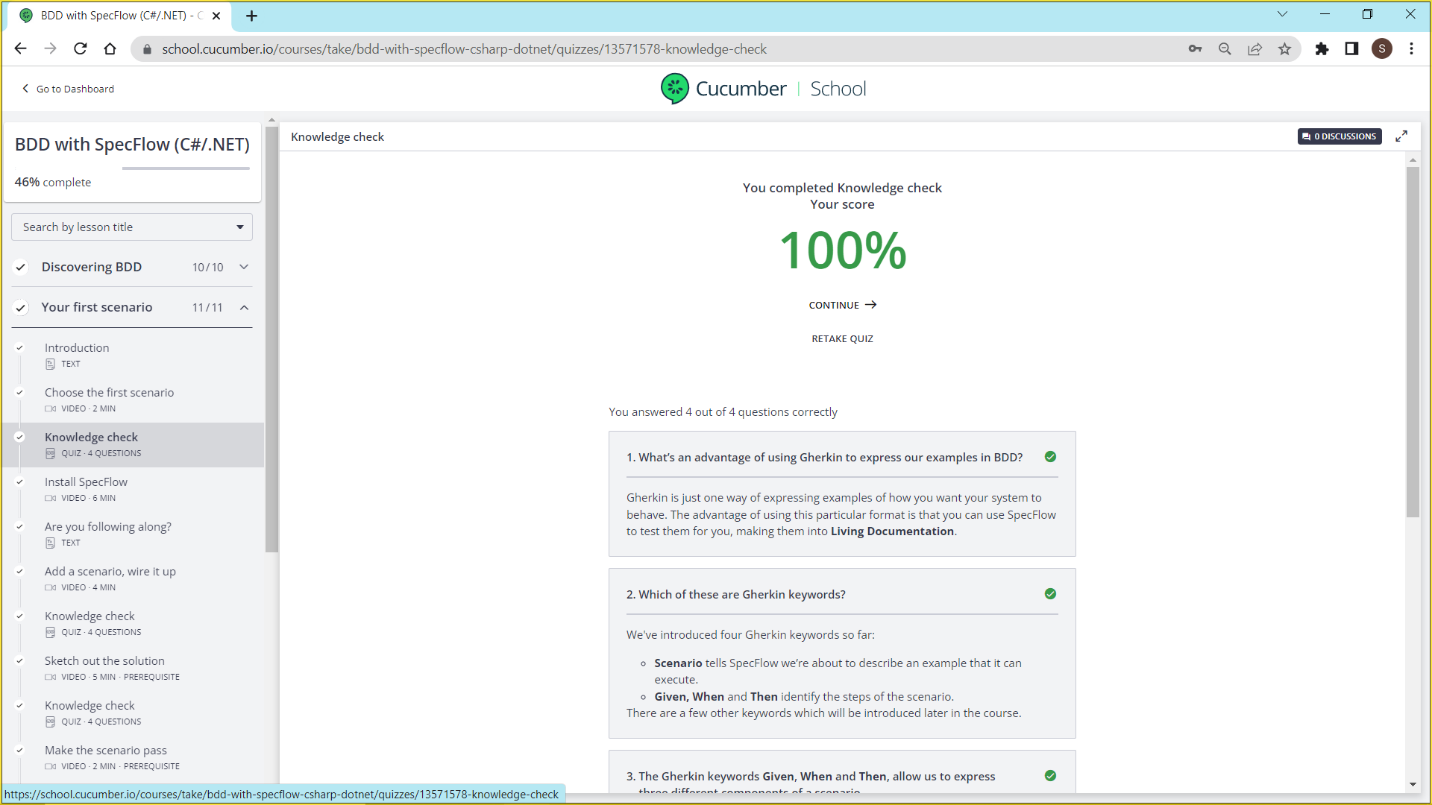 BDD with SpecFlow (C#/.NET) - C
school.cucumber.io/courses/take/bdd-with-specflow-csharp-dotnet/quizzes/13571578-knowledge-check
S
Go to Dashboard
Cucumber | School
BDD with SpecFlow (C#/.NET)
46% complete
Search by lesson title
Discovering BDD 10 / 10
Your first scenario 11 / 11
Introduction
TEXT
Choose the first scenario
VIDEO · 2 MIN
Knowledge check
QUIZ · 4 QUESTIONS
Install SpecFlow
VIDEO · 6 MIN
Are you following along?
TEXT
Add a scenario, wire it up
VIDEO · 4 MIN
Knowledge check
QUIZ · 4 QUESTIONS
Sketch out the solution
VIDEO · 5 MIN · PREREQUISITE
Knowledge check
QUIZ · 4 QUESTIONS
Make the scenario pass
VIDEO · 2 MIN · PREREQUISITE
https://school.cucumber.io/courses/take/bdd-with-specflow-csharp-dotnet/quizzes/13571578-knowledge-check
Knowledge check
0 DISCUSSIONS
You completed Knowledge check
Your score
100%
CONTINUE →
RETAKE QUIZ
You answered 4 out of 4 questions correctly
1. What's an advantage of using Gherkin to express our examples in BDD?
Gherkin is just one way of expressing examples of how you want your system to
behave. The advantage of using this particular format is that you can use SpecFlow
to test them for you, making them into Living Documentation.
2. Which of these are Gherkin keywords?
We've introduced four Gherkin keywords so far:
Scenario tells SpecFlow we're about to describe an example that it can
execute.
Given, When and Then identify the steps of the scenario.
There are a few other keywords which will be introduced later in the course.
3. The Gherkin keywords Given, When and Then, allow us to express
three different components of a scenario